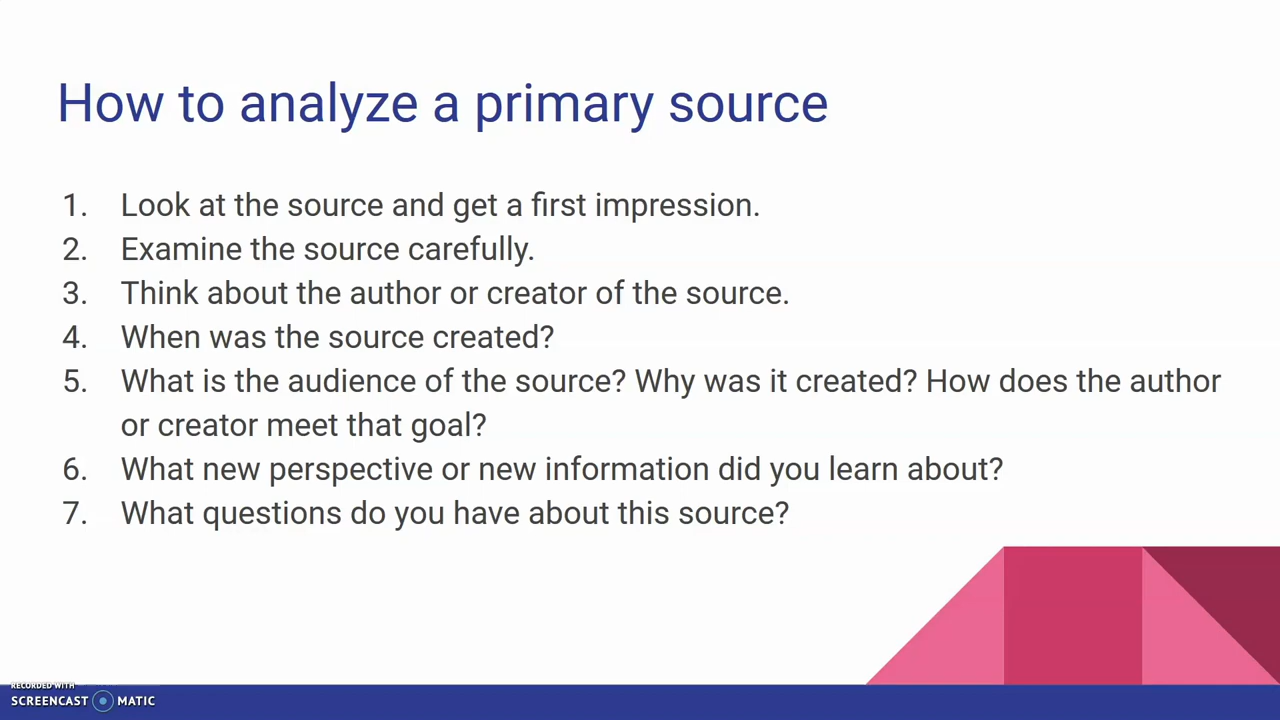 How to analyze a primary source
1. Look at the source and get a first impression.
2. Examine the source carefully.
3. Think about the author or creator of the source.
4. When was the source created?
5. What is the audience of the source? Why was it created? How does the author
or creator meet that goal?
6. What new perspective or new information did you learn about?
7. What questions do you have about this source?
RECORDED WITH
SCREENCAST MATIC